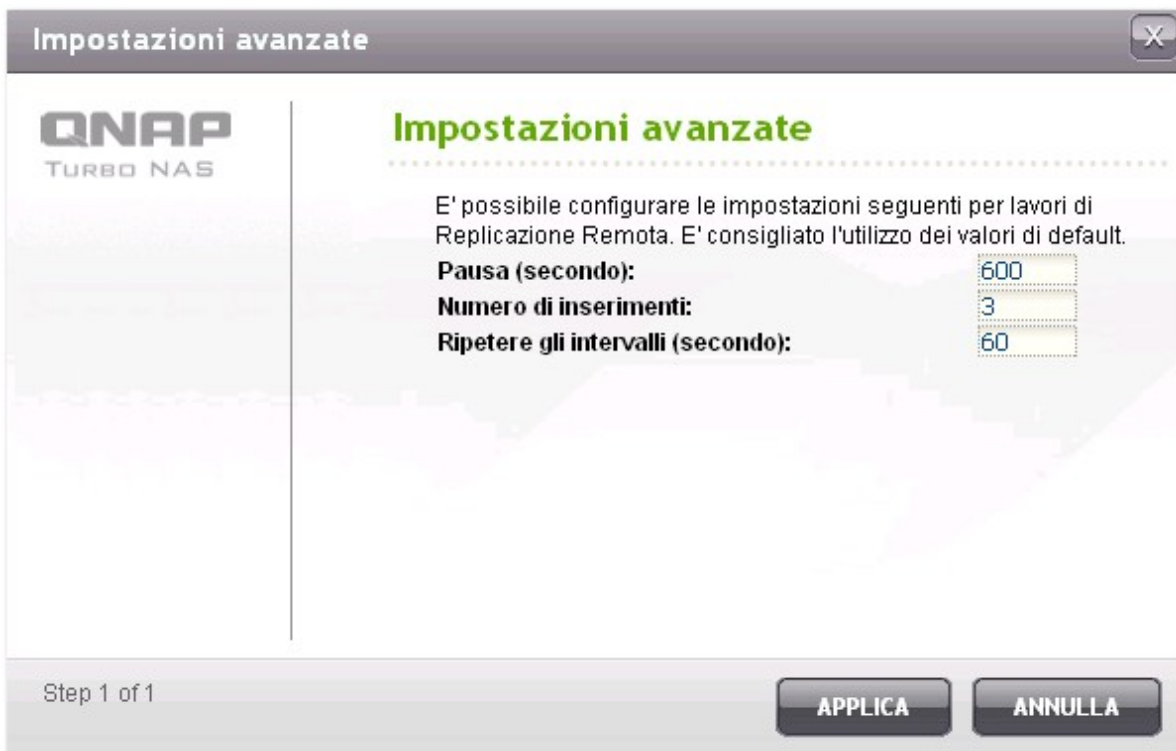 Impostazioni avanzate
X
QNAP
TURBO NAS
Impostazioni avanzate
E' possibile configurare le impostazioni seguenti per lavori di
Replicazione Remota. E' consigliato l'utilizzo dei valori di default.
Pausa (secondo): 600
Numero di inserimenti: 3
Ripetere gli intervalli (secondo): 60
Step 1 of 1
APPLICA ANNULLA